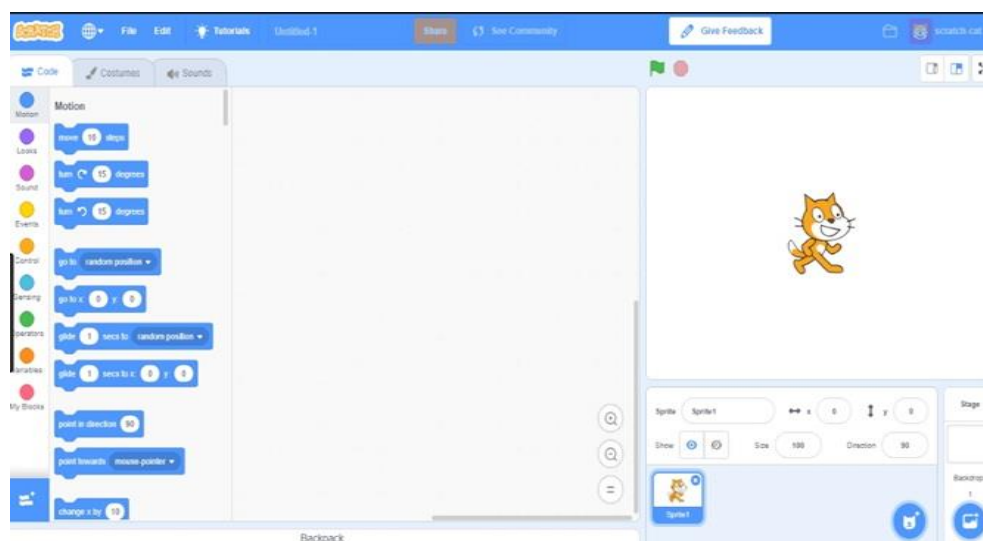 SCRATCH File Edit Tutorials Untitled-1 Share See Community Give Feedback scratch cat
Code Costumes Sounds
Motion
Looks
Sound
Events
Control
Sensing
Operators
Variables
My Blocks
Motion
move 10 steps
turn 15 degrees
turn 15 degrees
go to random position
go to x: 0 y: 0
glide 1 secs to random position
glide 1 secs to x: 0 y: 0
point in direction 90
point towards mouse-pointer
change x by 10
Sprite Sprite1 x 0 y 0
Show Size 100 Direction 90
Sprite1
Stage
Backdrop
1
Backpack